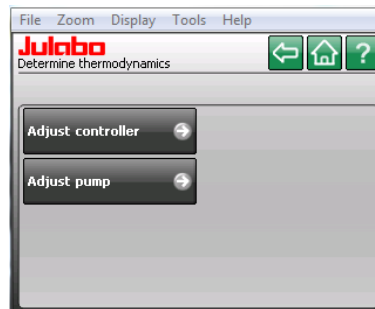 File Zoom Display Tools Help
Julabo
Determine thermodynamics
?
Adjust controller
Adjust pump